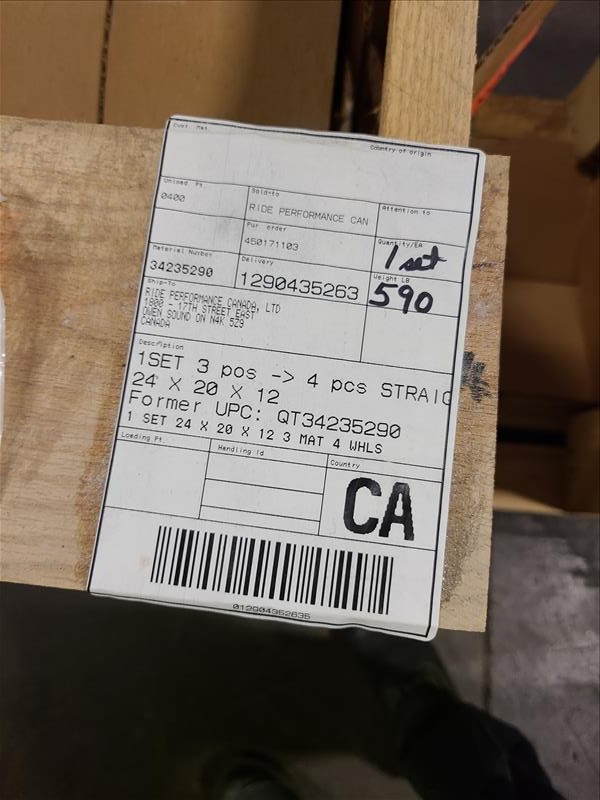 Cust. Mat.
Country of origin
Unload. Pt.
0400
Sold-to
RIDE PERFORMANCE CAN
Attention to
Pur. order
450171103
Quantity/EA
1 set
Material Number
34235290
Delivery
1290435263
Weight LB
590
Ship-To
RIDE PERFORMANCE CANADA, LTD
1800 - 17TH STREET EAST
OWEN SOUND ON N4K 5Z9
CANADA
Description
1SET 3 pos -> 4 pcs STRAIG
24 X 20 X 12
Former UPC: QT34235290
1 SET 24 X 20 X 12 3 MAT 4 WHLS
Loading Pt.
Handling Id
Country
CA
012904352635